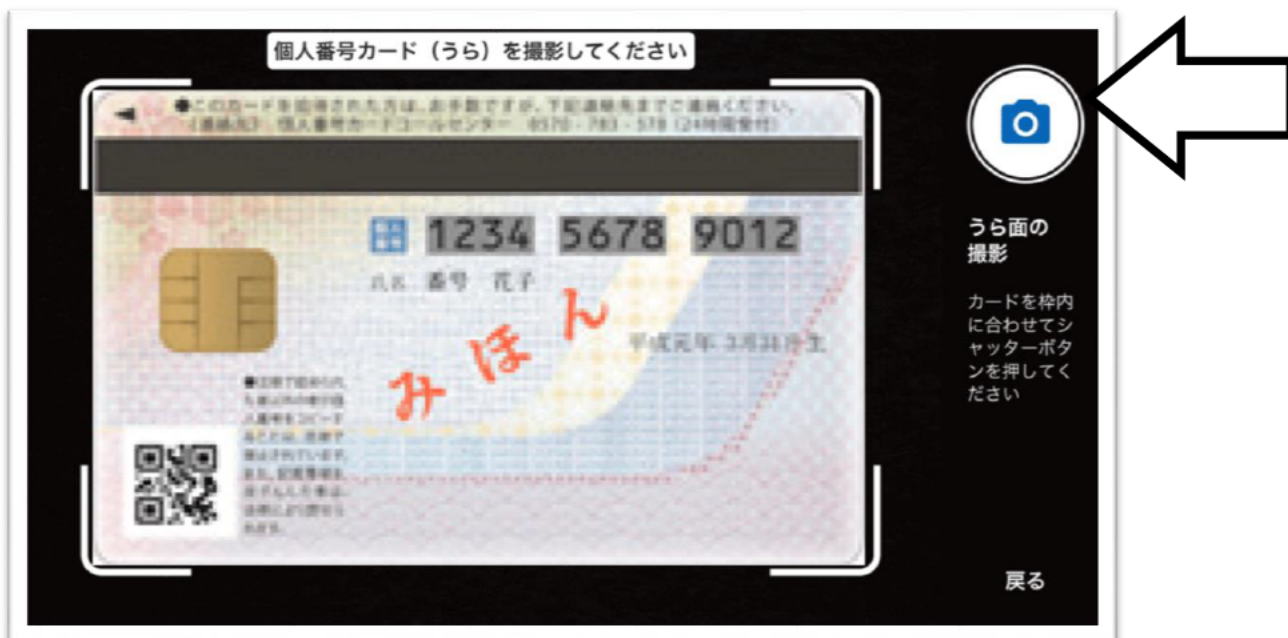 個人番号カード（うら）を撮影してください
●このカードを拾得された方は、お手数ですが、下記連絡先までご連絡ください。
（連絡先） 個人番号カードコールセンター 0570-783-578（24時間受付）
1234 5678 9012
氏名 番号 花子
平成元年 3月31日生
みほん
うら面の
撮影
カードを枠内
に合わせてシ
ャッターボタ
ンを押してく
ださい
戻る